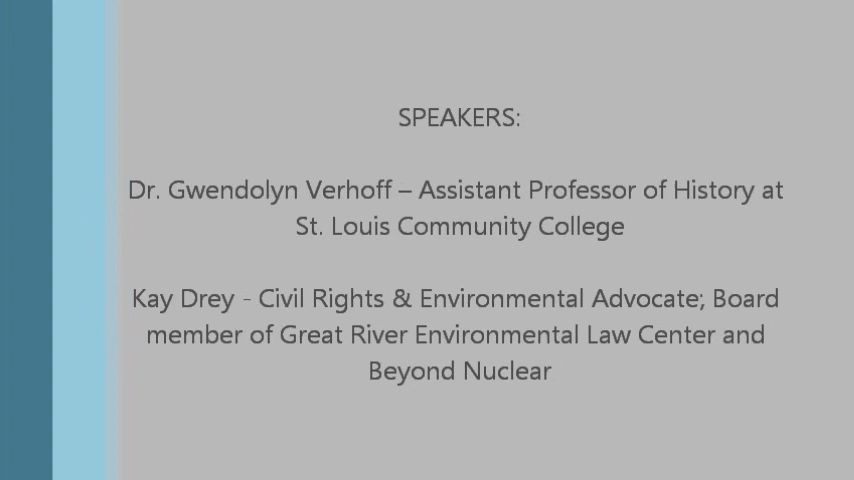 SPEAKERS:
Dr. Gwendolyn Verhoff – Assistant Professor of History at
St. Louis Community College
Kay Drey - Civil Rights & Environmental Advocate; Board
member of Great River Environmental Law Center and
Beyond Nuclear